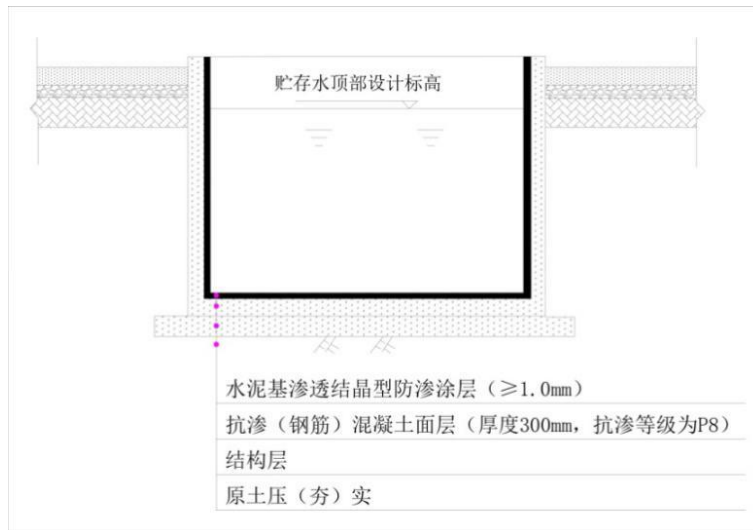 贮存水顶部设计标高
水泥基渗透结晶型防渗涂层（≥1.0mm）
抗渗（钢筋）混凝土面层（厚度300mm，抗渗等级为P8）
结构层
原土压（夯）实